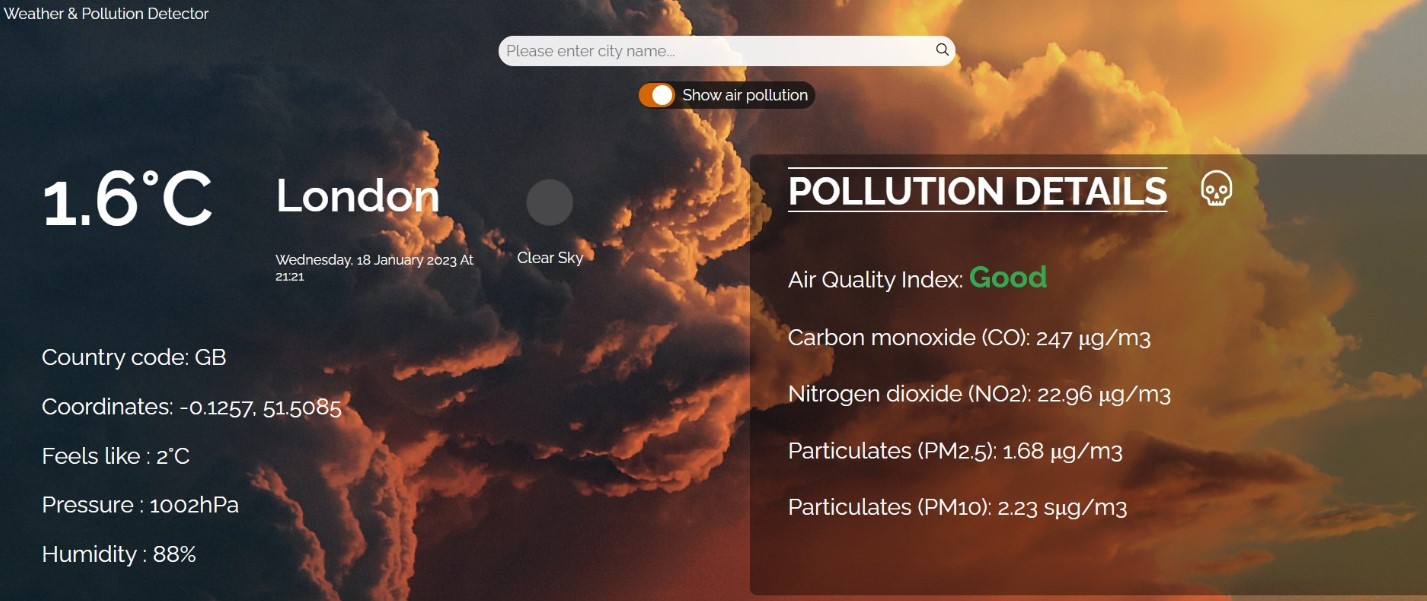 Weather & Pollution Detector
Please enter city name...
Show air pollution
1.6°C
London
Wednesday, 18 January 2023 At
21:21
Clear Sky
Country code: GB
Coordinates: -0.1257, 51.5085
Feels like : 2°C
Pressure : 1002hPa
Humidity : 88%
POLLUTION DETAILS
Air Quality Index: Good
Carbon monoxide (CO): 247 μg/m3
Nitrogen dioxide (NO2): 22.96 μg/m3
Particulates (PM2.5): 1.68 μg/m3
Particulates (PM10): 2.23 sμg/m3